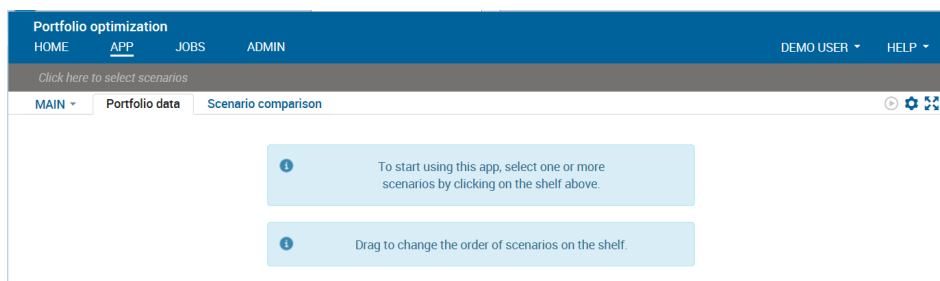 Portfolio optimization
HOME APP JOBS ADMIN DEMO USER HELP
Click here to select scenarios
MAIN Portfolio data Scenario comparison
To start using this app, select one or more
scenarios by clicking on the shelf above.
Drag to change the order of scenarios on the shelf.